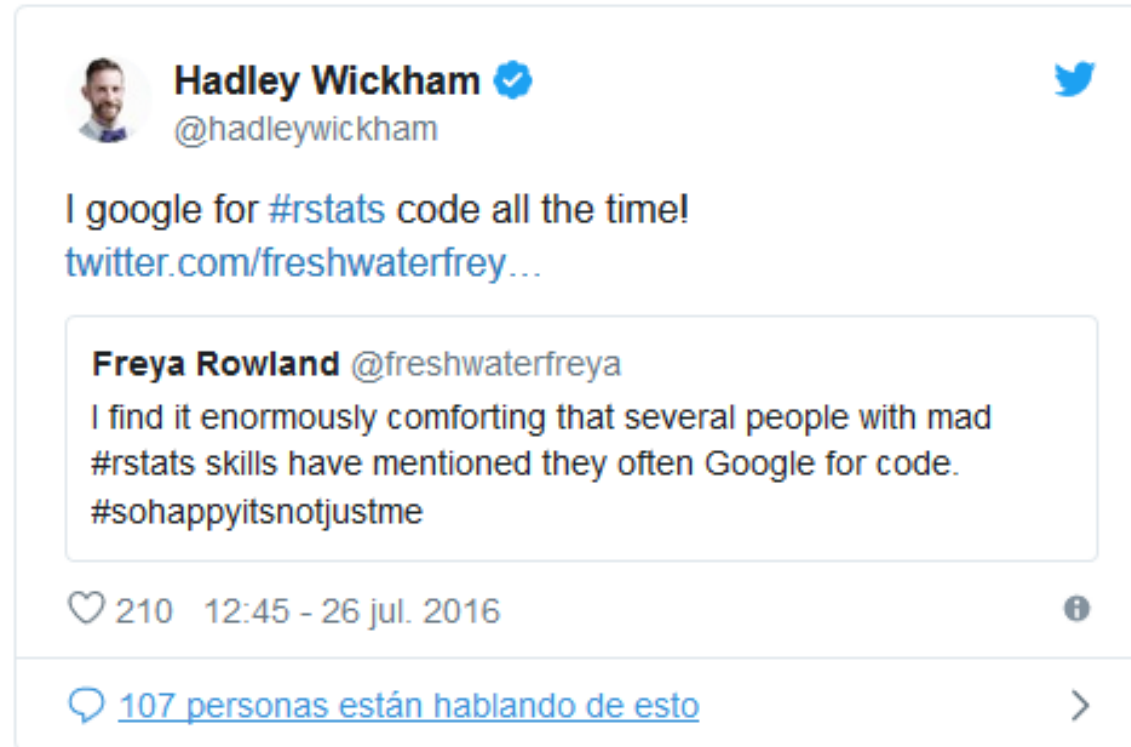 Hadley Wickham
@hadleywickham
I google for #rstats code all the time!
twitter.com/freshwaterfrey…
Freya Rowland @freshwaterfreya
I find it enormously comforting that several people with mad
#rstats skills have mentioned they often Google for code.
#sohappyitsnotjustme
210 12:45 - 26 jul. 2016
107 personas están hablando de esto